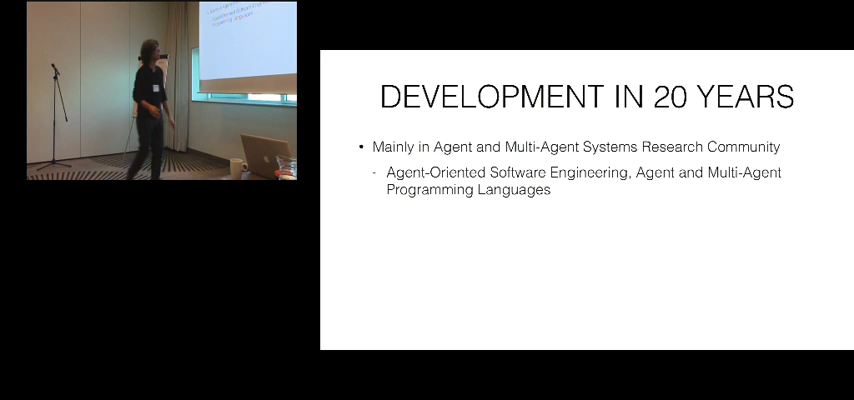 DEVELOPMENT IN 20 YEARS
• Mainly in Agent and Multi-Agent Systems Research Community
- Agent-Oriented Software Engineering, Agent and Multi-Agent
Programming Languages